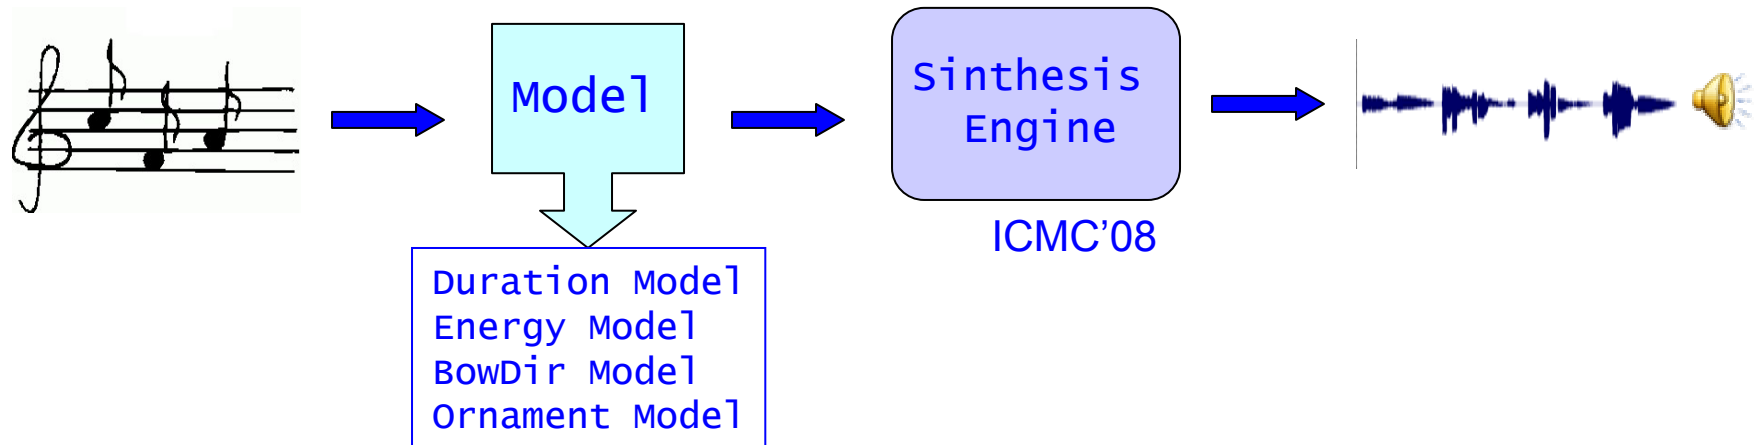 Model
Sinthesis
Engine
ICMC'08
Duration Model
Energy Model
BowDir Model
Ornament Model